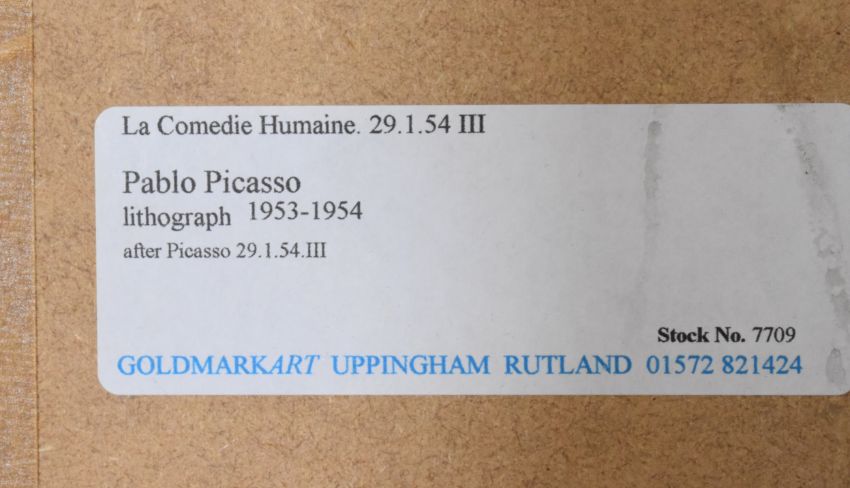 La Comedie Humaine. 29.1.54 III
Pablo Picasso
lithograph 1953-1954
after Picasso 29.1.54.III
Stock No. 7709
GOLDMARKART UPPINGHAM RUTLAND 01572 821424